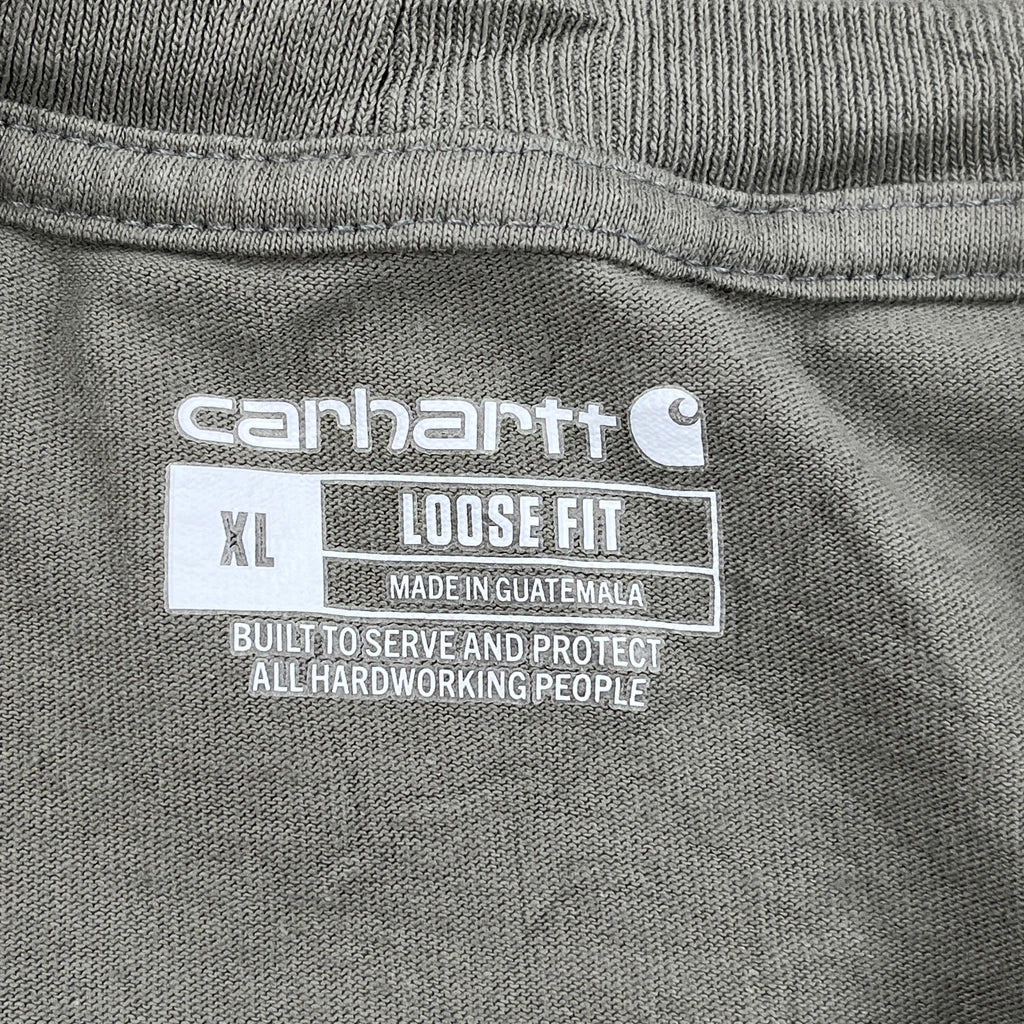 carhartt
XL
LOOSE FIT
MADE IN GUATEMALA
BUILT TO SERVE AND PROTECT
ALL HARDWORKING PEOPLE